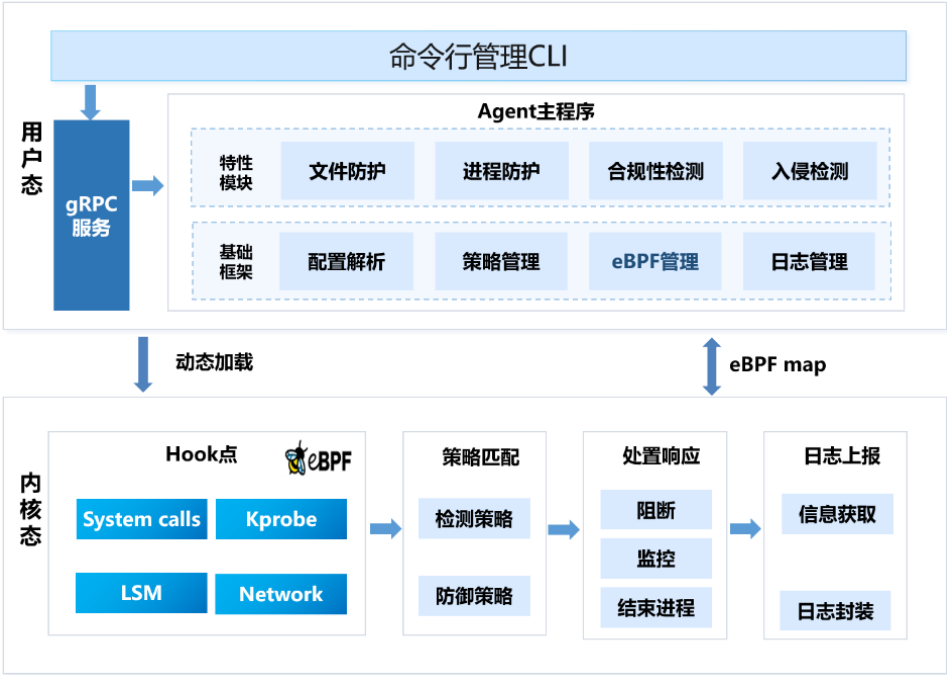 命令行管理CLI
用户态
gRPC
服务
Agent主程序
特性
模块
文件防护
进程防护
合规性检测
入侵检测
基础
框架
配置解析
策略管理
eBPF管理
日志管理
动态加载
eBPF map
内核态
Hook点
eBPF
System calls
Kprobe
LSM
Network
策略匹配
检测策略
防御策略
处置响应
阻断
监控
结束进程
日志上报
信息获取
日志封装